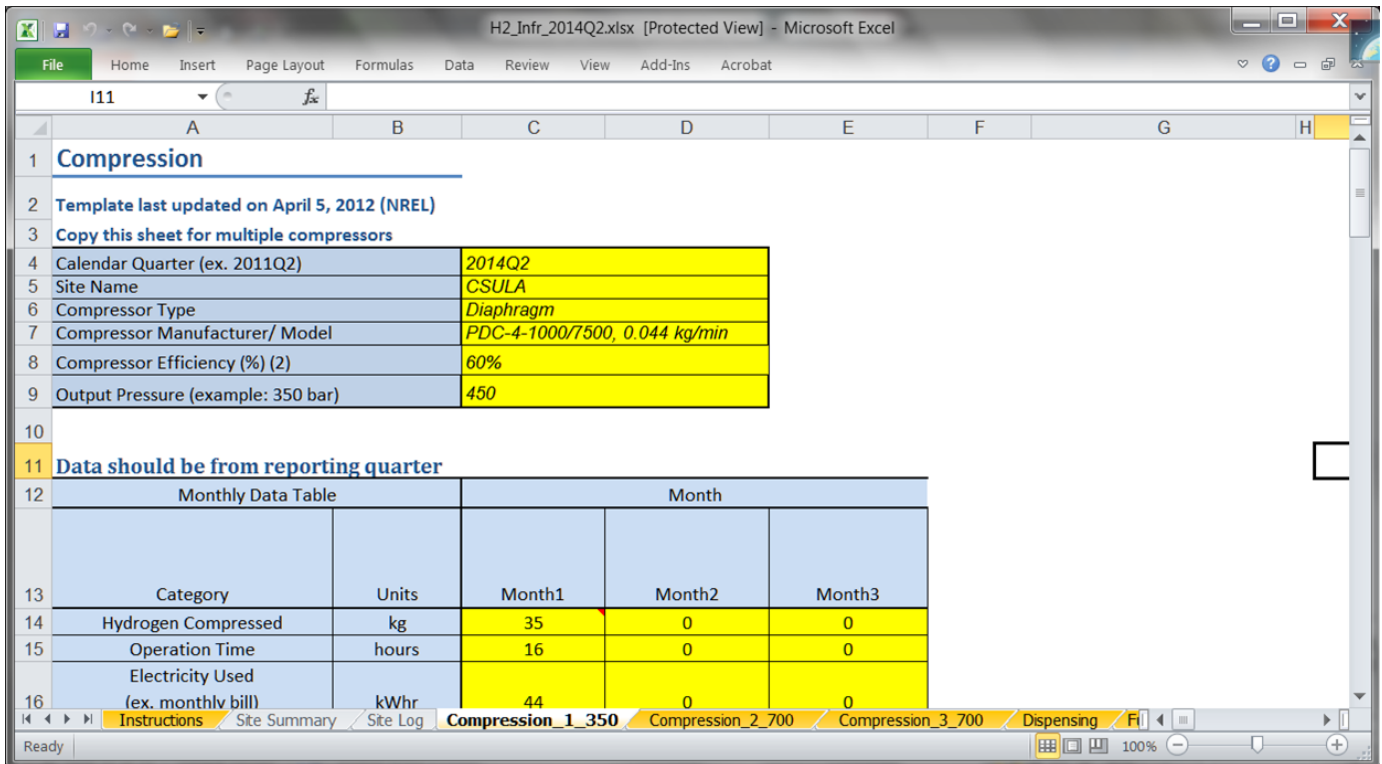 H2_Infr_2014Q2.xlsx [Protected View] - Microsoft Excel
File Home Insert Page Layout Formulas Data Review View Add-Ins Acrobat
I11 fx
A B C D E F G H
1 Compression
2 Template last updated on April 5, 2012 (NREL)
3 Copy this sheet for multiple compressors
4 Calendar Quarter (ex. 2011Q2) 2014Q2
5 Site Name CSULA
6 Compressor Type Diaphragm
7 Compressor Manufacturer/ Model PDC-4-1000/7500, 0.044 kg/min
8 Compressor Efficiency (%) (2) 60%
9 Output Pressure (example: 350 bar) 450
10
11 Data should be from reporting quarter
12 Monthly Data Table Month
13 Category Units Month1 Month2 Month3
14 Hydrogen Compressed kg 35 0 0
15 Operation Time hours 16 0 0
Electricity Used
16 (ex. monthly bill) kWhr 44 0 0
Instructions Site Summary Site Log Compression_1_350 Compression_2_700 Compression_3_700 Dispensing
Ready 100%